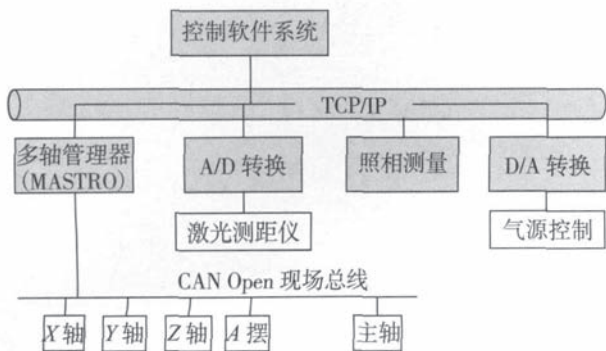 控制软件系统
TCP/IP
多轴管理器
(MASTRO)
A/D 转换
照相测量
D/A 转换
激光测距仪
气源控制
CAN Open 现场总线
X 轴
Y 轴
Z 轴
A 摆
主轴